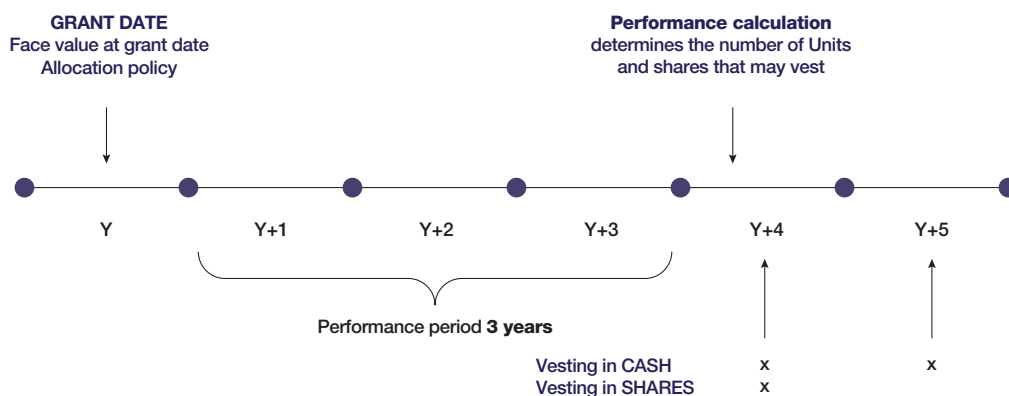 GRANT DATE
Face value at grant date
Allocation policy
Performance calculation
determines the number of Units
and shares that may vest
Y Y+1 Y+2 Y+3 Y+4 Y+5
Performance period 3 years
Vesting in CASH x x
Vesting in SHARES x